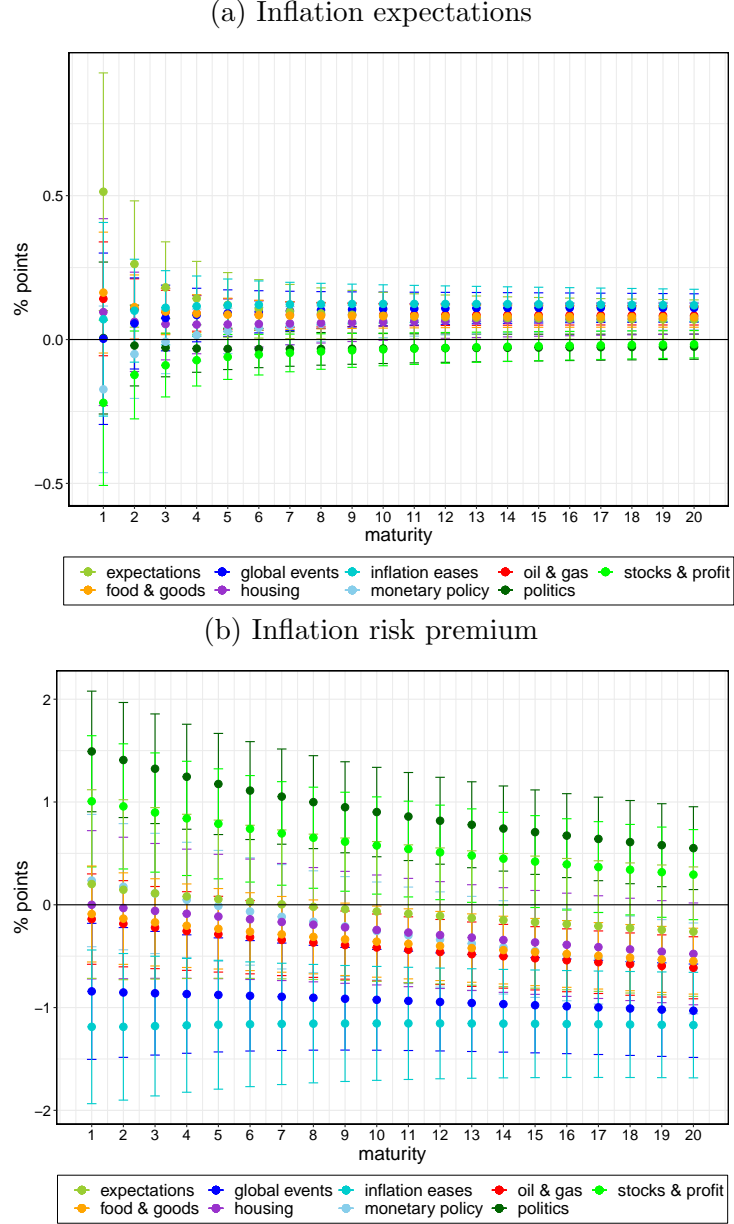 (a) Inflation expectations
0.5
0.0
−0.5
% points
1 2 3 4 5 6 7 8 9 10 11 12 13 14 15 16 17 18 19 20
maturity
expectations global events inflation eases oil & gas stocks & profit
food & goods housing monetary policy politics
(b) Inflation risk premium
2
1
0
−1
−2
% points
1 2 3 4 5 6 7 8 9 10 11 12 13 14 15 16 17 18 19 20
maturity
expectations global events inflation eases oil & gas stocks & profit
food & goods housing monetary policy politics